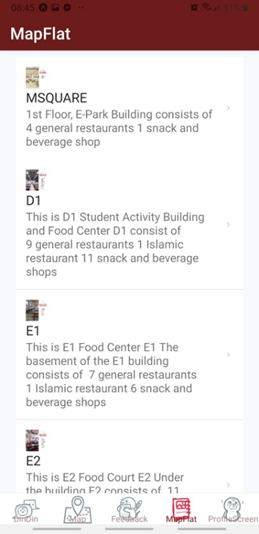 08:45
MapFlat
MSQUARE
1st Floor, E-Park Building consists of
4 general restaurants 1 snack and
beverage shop
D1
This is D1 Student Activity Building
and Food Center D1 consist of
9 general restaurants 1 Islamic
restaurant 11 snack and beverage
shops
E1
This is E1 Food Center E1 The
basement of the E1 building
consists of 7 general restaurants
1 Islamic restaurant 6 snack and
beverage shops
E2
This is E2 Food Court E2 Under
the building E2 consists of 11
DinDin Map Feedback MapFlat ProfileScreen